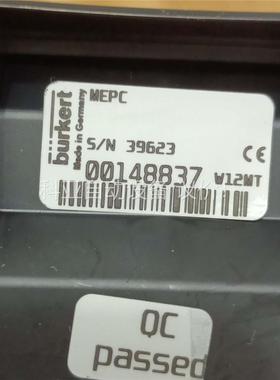 bürkert
Made in Germany
MEPC
S/N 39623
CE
00148837 W12MT
QC
passed